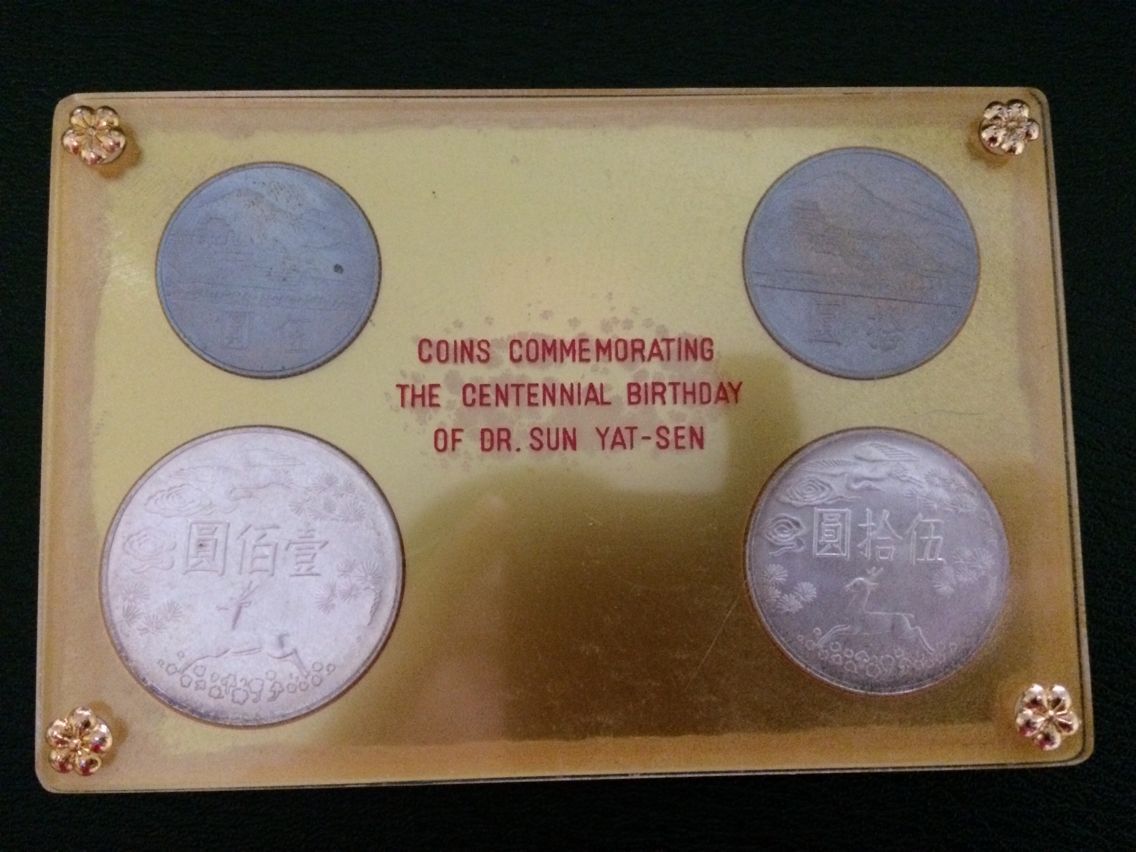 伍圓
拾圓
COINS COMMEMORATING
THE CENTENNIAL BIRTHDAY
OF DR. SUN YAT-SEN
壹佰圓
伍拾圓